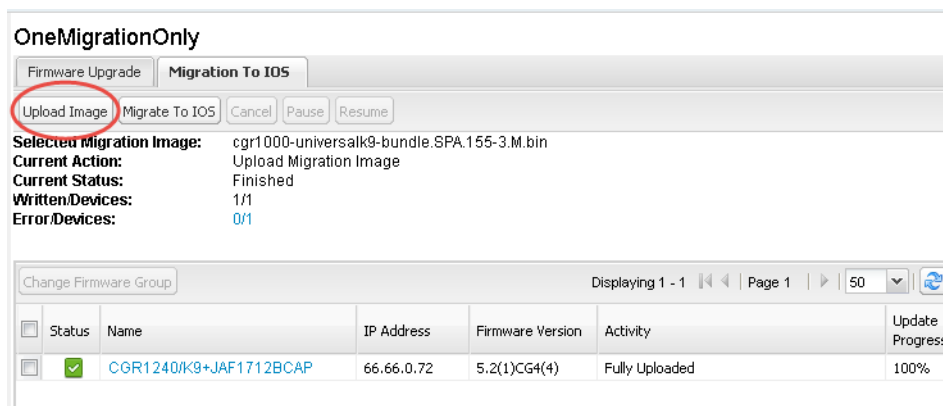 OneMigrationOnly
Firmware Upgrade Migration To IOS
Upload Image Migrate To IOS Cancel Pause Resume
Selected Migration Image: cgr1000-universalk9-bundle.SPA.155-3.M.bin
Current Action: Upload Migration Image
Current Status: Finished
Written/Devices: 1/1
Error/Devices: 0/1
Change Firmware Group Displaying 1 - 1 Page 1 50
Status Name IP Address Firmware Version Activity Update Progress
CGR1240/K9+JAF1712BCAP 66.66.0.72 5.2(1)CG4(4) Fully Uploaded 100%